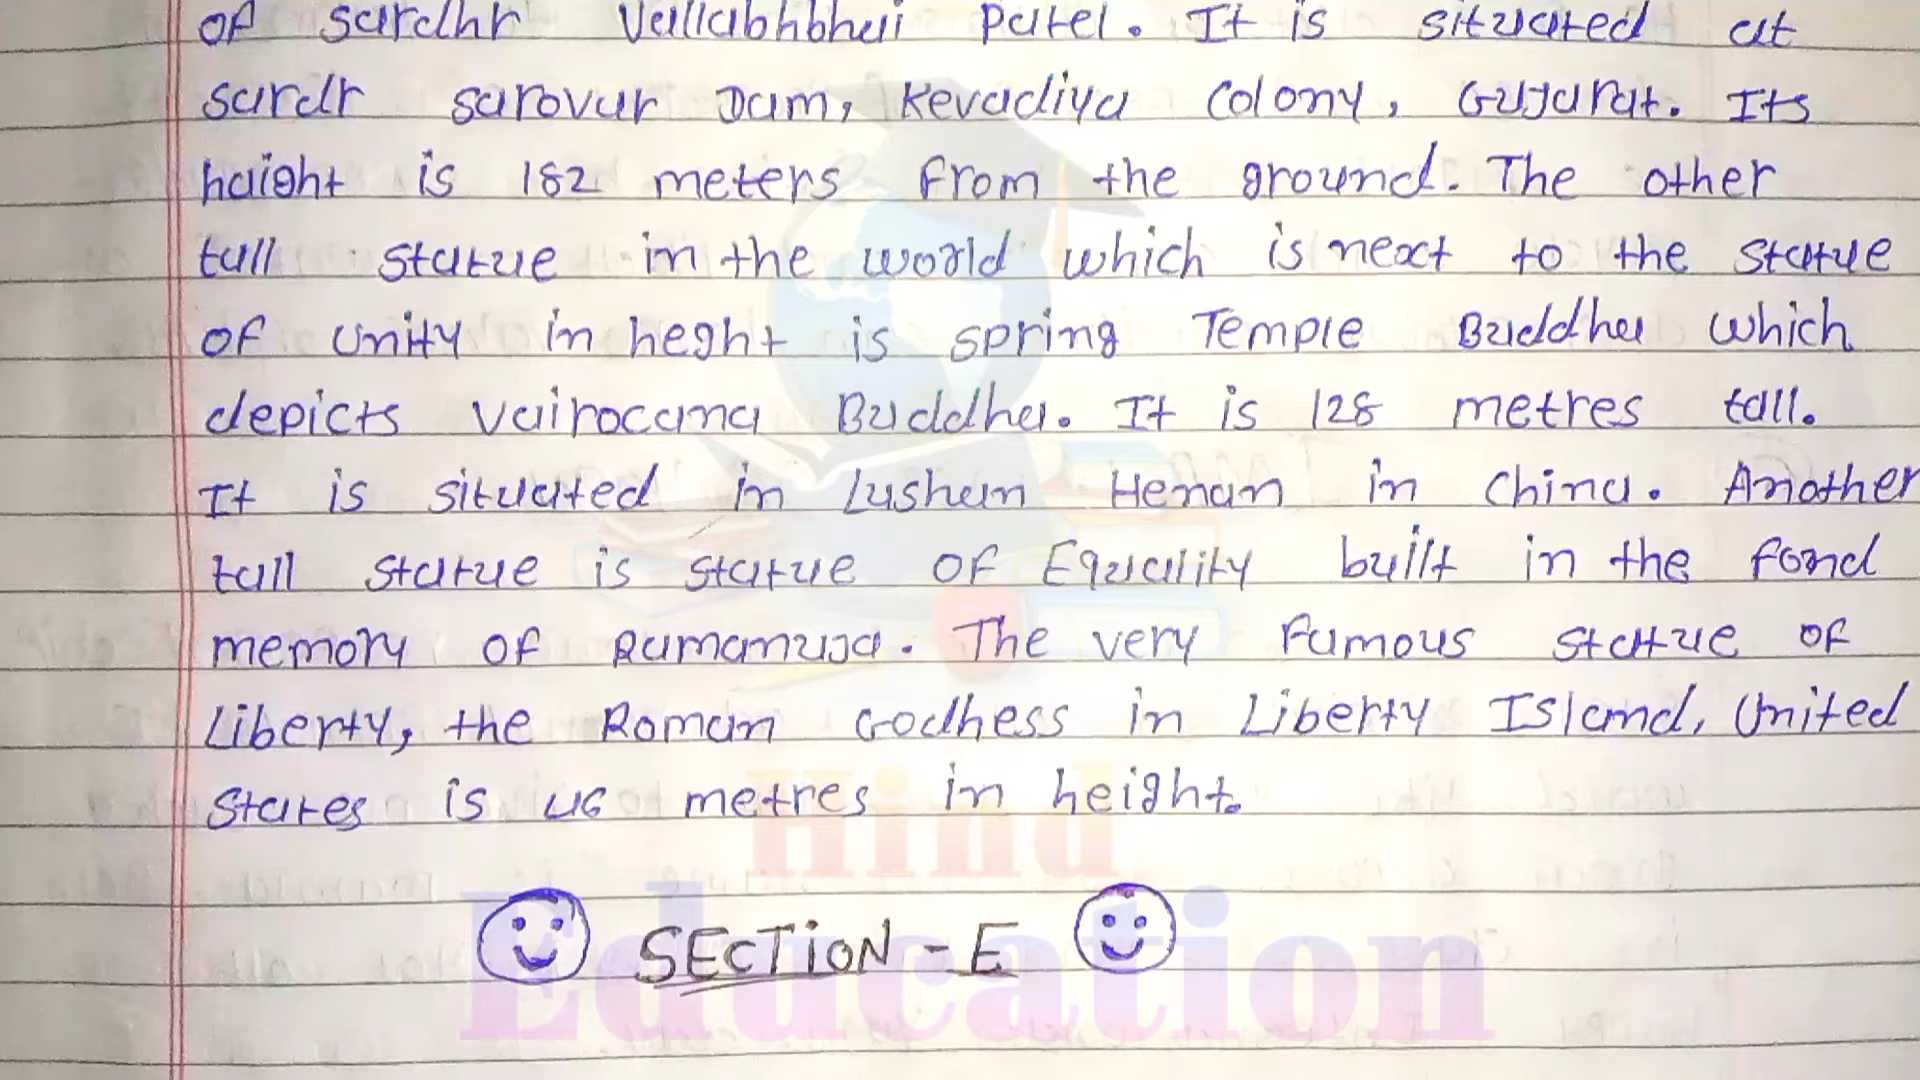 of sardhr Vallabhbhai patel. It is situated at
sardr sarovar Dam, Kevadiya Colony, Gujarat. Its
haight is 182 meters from the ground. The other
tall statue in the world which is next to the statue
of unity in heght is spring Temple Buddha which
depicts vairocana Buddha. It is 128 metres tall.
It is situated in Lushan Henan in china. Another
tall statue is statue of Equality built in the fond
memory of Ramanuja. The very famous statue of
Liberty, the Roman Godhess in Liberty Island, United
States is 46 metres in height.
Hind
SECTION - E
Education